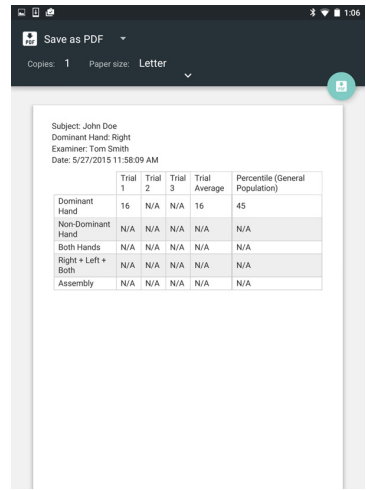 1:06
PDF Save as PDF
Copies: 1 Paper size: Letter
PDF
Subject: John Doe
Dominant Hand: Right
Examiner: Tom Smith
Date: 5/27/2015 11:58:09 AM
Trial 1 Trial 2 Trial 3 Trial Average Percentile (General Population)
Dominant Hand 16 N/A N/A 16 45
Non-Dominant Hand N/A N/A N/A N/A N/A
Both Hands N/A N/A N/A N/A N/A
Right + Left + Both N/A N/A N/A N/A N/A
Assembly N/A N/A N/A N/A N/A